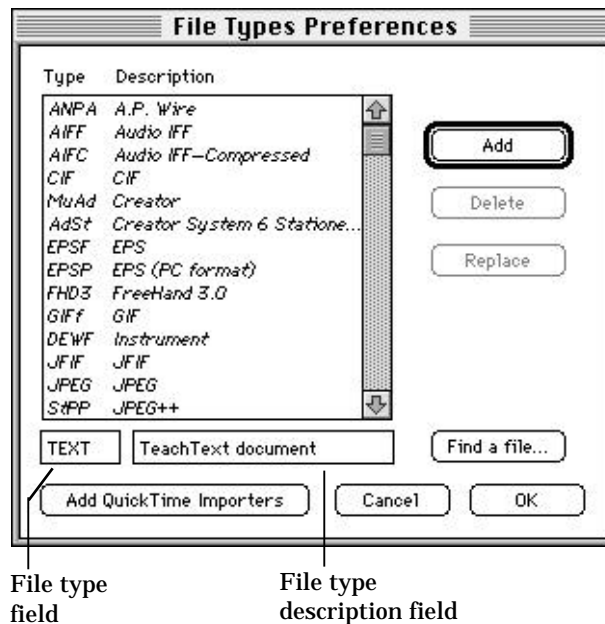 File Types Preferences
Type Description
ANPA A.P. Wire
AIFF Audio IFF
AIFC Audio IFF-Compressed
CIF CIF
MuAd Creator
AdSt Creator System 6 Statione...
EPSF EPS
EPSP EPS (PC format)
FHD3 FreeHand 3.0
GIFf GIF
DEWF Instrument
JFIF JFIF
JPEG JPEG
StPP JPEG++
Add
Delete
Replace
TEXT TeachText document Find a file...
Add QuickTime Importers Cancel OK
File type
field
File type
description field